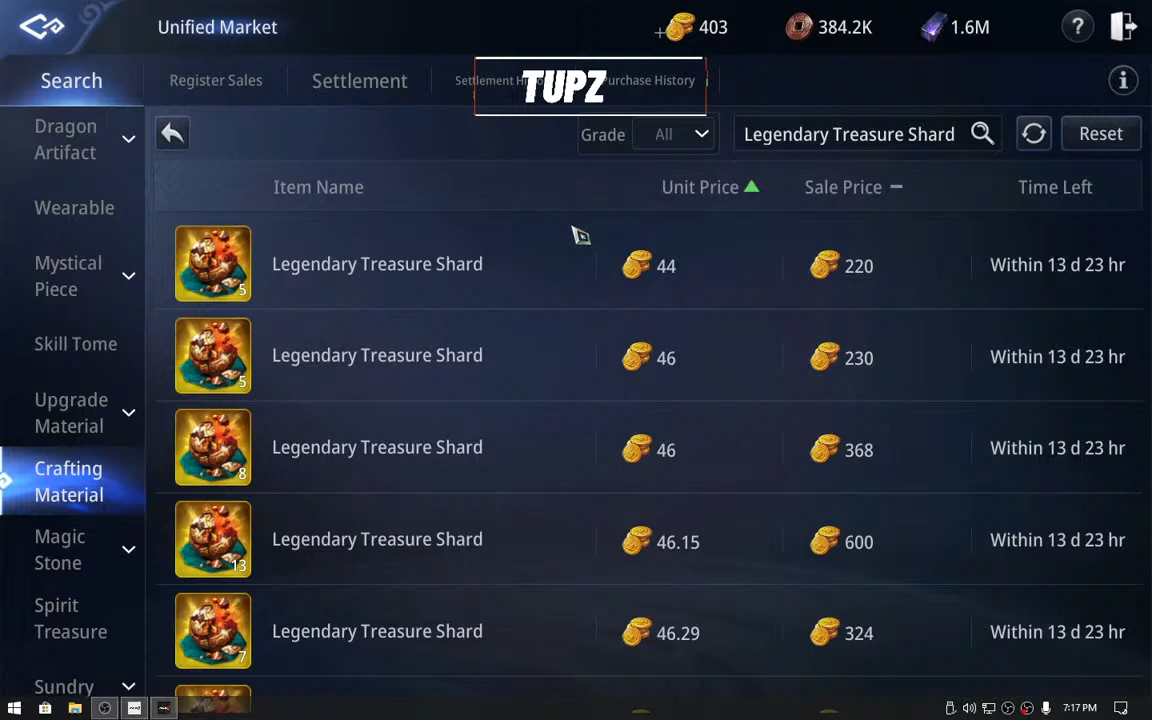 Unified Market
403
384.2K
1.6M
?
Search
Register Sales
Settlement
Settlement
TUPZ
Purchase History
Grade
All
Legendary Treasure Shard
Reset
Item Name
Unit Price
Sale Price
Time Left
Dragon
Artifact
Wearable
Mystical
Piece
Skill Tome
Upgrade
Material
Crafting
Material
Magic
Stone
Spirit
Treasure
Sundry
5
Legendary Treasure Shard
44
220
Within 13 d 23 hr
5
Legendary Treasure Shard
46
230
Within 13 d 23 hr
8
Legendary Treasure Shard
46
368
Within 13 d 23 hr
13
Legendary Treasure Shard
46.15
600
Within 13 d 23 hr
7
Legendary Treasure Shard
46.29
324
Within 13 d 23 hr
7:17 PM